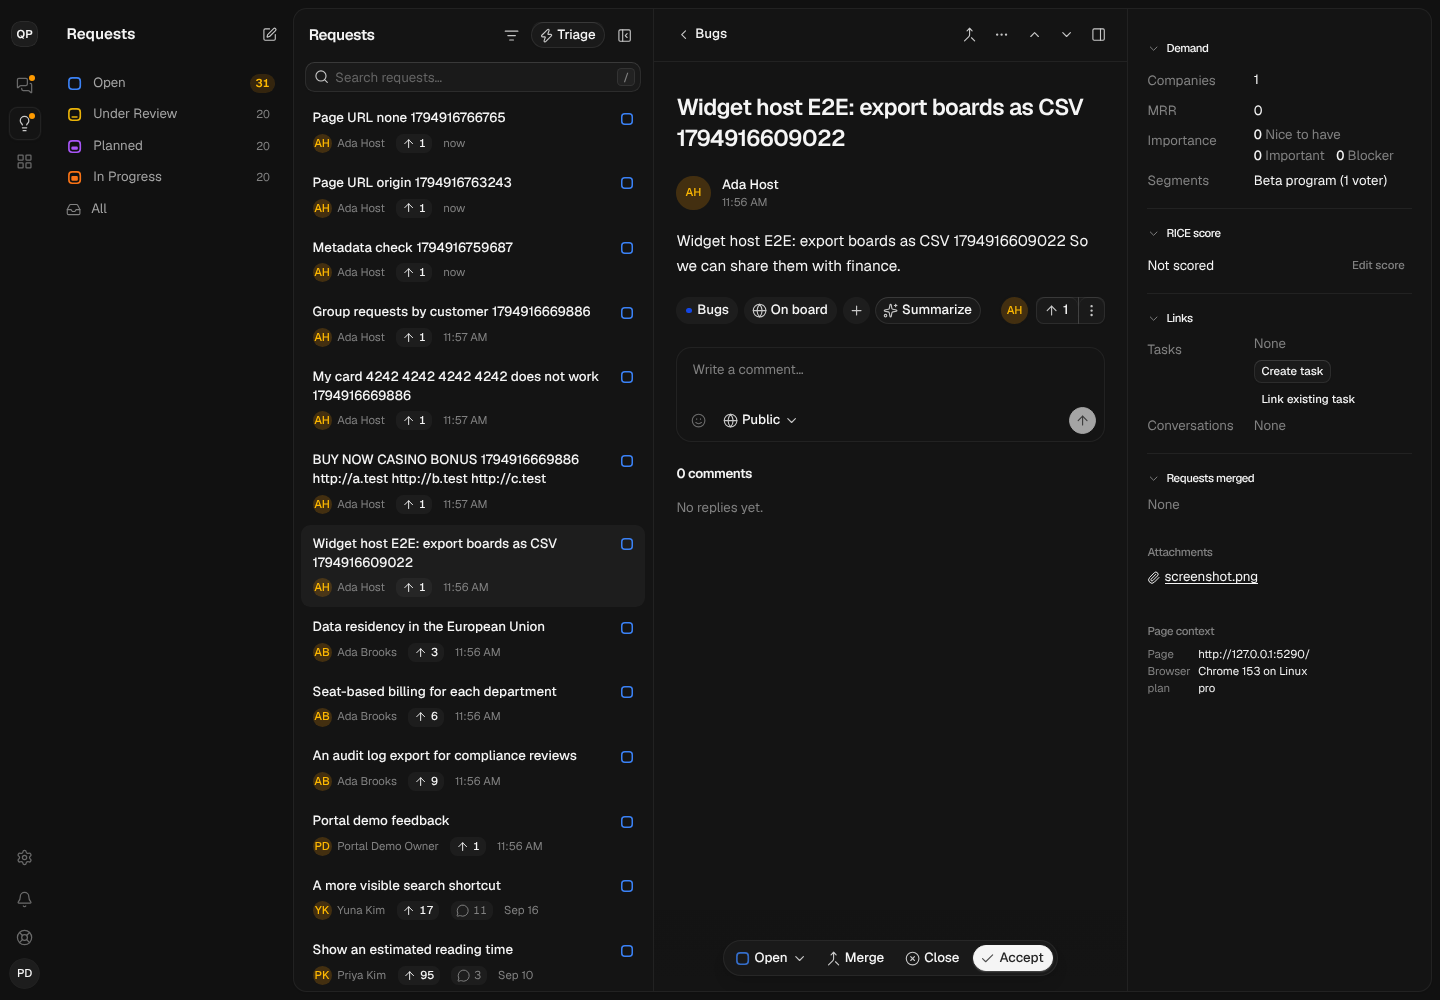 QP
Requests
Open
31
Under Review
20
Planned
20
In Progress
20
All
PD
Requests
Triage
Search requests...
/
Page URL none 1794916766765
AH Ada Host 1 now
Page URL origin 1794916763243
AH Ada Host 1 now
Metadata check 1794916759687
AH Ada Host 1 now
Group requests by customer 1794916669886
AH Ada Host 1 11:57 AM
My card 4242 4242 4242 4242 does not work
1794916669886
AH Ada Host 1 11:57 AM
BUY NOW CASINO BONUS 1794916669886
http://a.test http://b.test http://c.test
AH Ada Host 1 11:57 AM
Widget host E2E: export boards as CSV
1794916609022
AH Ada Host 1 11:56 AM
Data residency in the European Union
AB Ada Brooks 3 11:56 AM
Seat-based billing for each department
AB Ada Brooks 6 11:56 AM
An audit log export for compliance reviews
AB Ada Brooks 9 11:56 AM
Portal demo feedback
PD Portal Demo Owner 1 11:56 AM
A more visible search shortcut
YK Yuna Kim 17 11 Sep 16
Show an estimated reading time
PK Priya Kim 95 3 Sep 10
Bugs
Widget host E2E: export boards as CSV
1794916609022
AH
Ada Host
11:56 AM
Widget host E2E: export boards as CSV 1794916609022 So
we can share them with finance.
Bugs On board Summarize AH 1
Write a comment...
Public
0 comments
No replies yet.
Open Merge Close Accept
Demand
Companies 1
MRR 0
Importance 0 Nice to have
0 Important 0 Blocker
Segments Beta program (1 voter)
RICE score
Not scored Edit score
Links
Tasks None
Create task
Link existing task
Conversations None
Requests merged
None
Attachments
screenshot.png
Page context
Page http://127.0.0.1:5290/
Browser Chrome 153 on Linux
plan pro